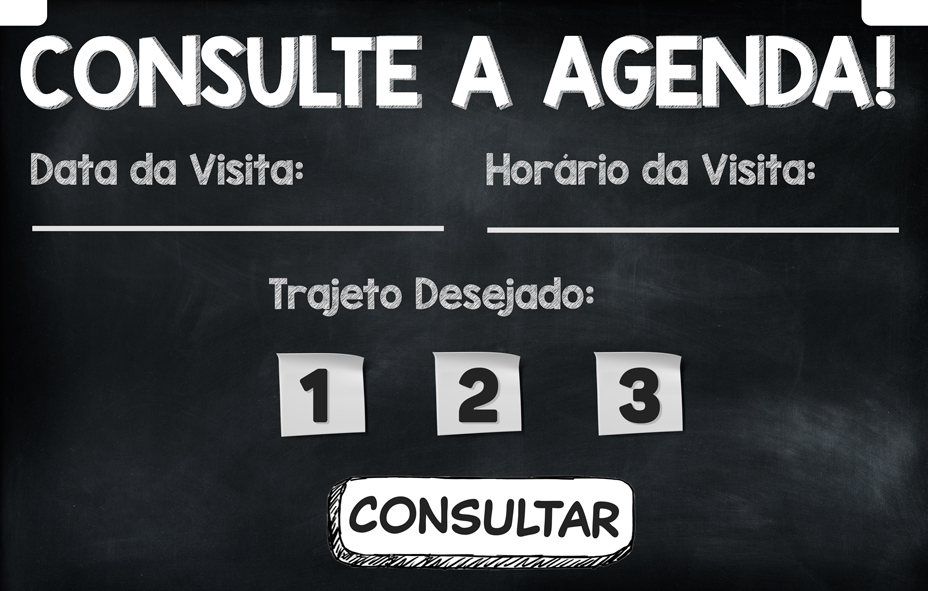 CONSULTE A AGENDA!
Data da Visita: Horário da Visita:
Trajeto Desejado:
1 2 3
CONSULTAR